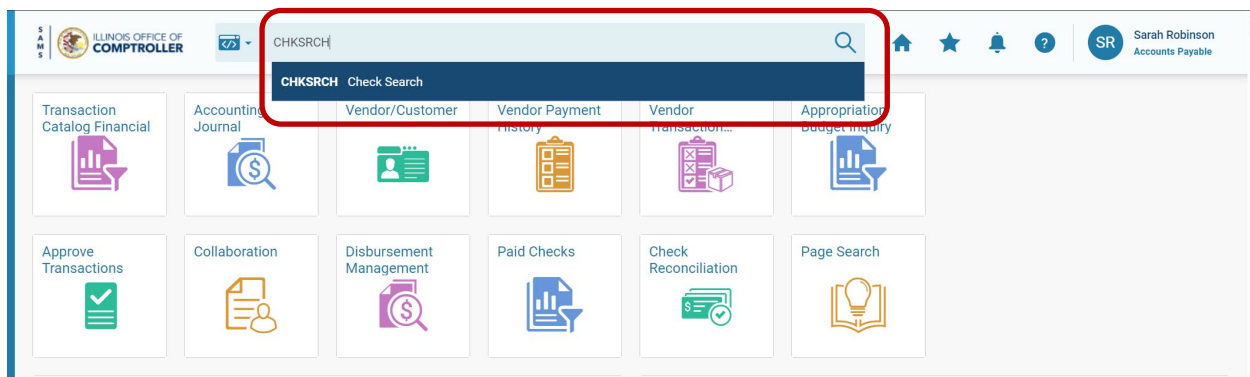 SAMS
ILLINOIS OFFICE OF
COMPTROLLER
CHKSRCH
SR
Sarah Robinson
Accounts Payable
CHKSRCH Check Search
Transaction
Catalog Financial
Accounting
Journal
Vendor/Customer
Vendor Payment
History
Vendor
Transaction...
Appropriation
Budget Inquiry
Approve
Transactions
Collaboration
Disbursement
Management
Paid Checks
Check
Reconciliation
Page Search